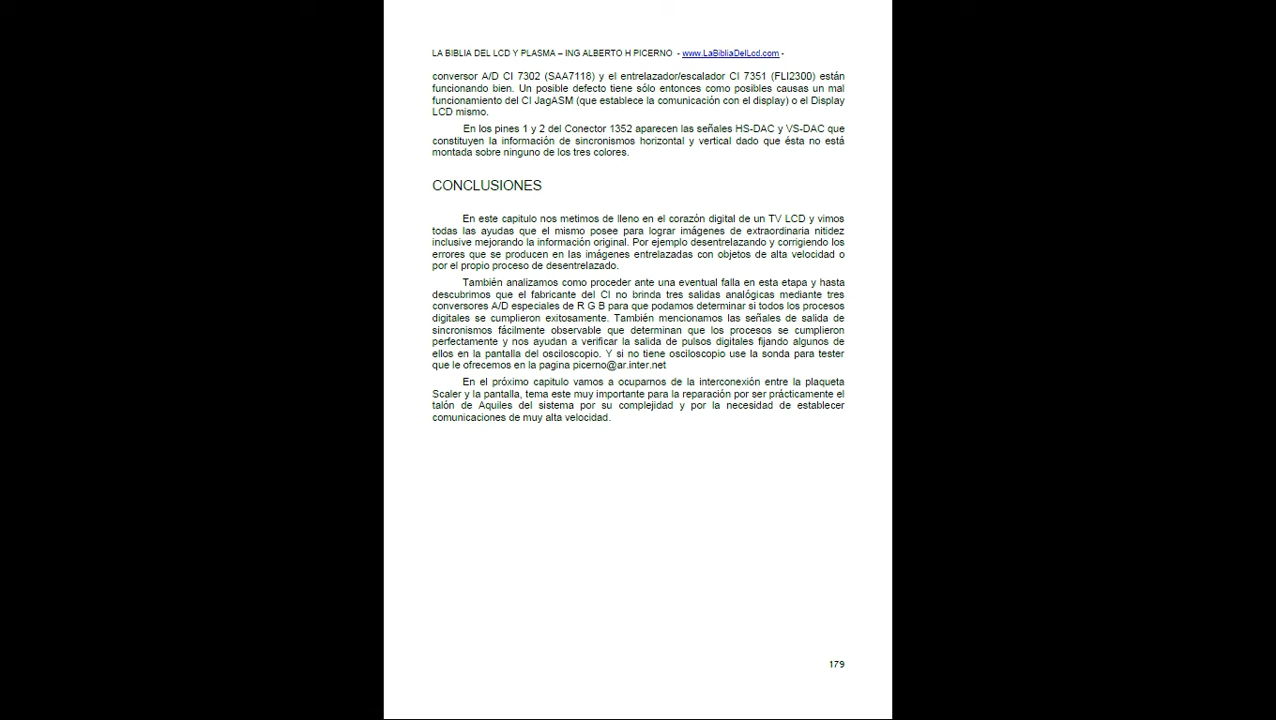 LA BIBLIA DEL LCD Y PLASMA – ING ALBERTO H PICERNO - www.LaBibliaDelLcd.com -
conversor A/D CI 7302 (SAA7118) y el entrelazador/escalador CI 7351 (FLI2300) están
funcionando bien. Un posible defecto tiene sólo entonces como posibles causas un mal
funcionamiento del CI JagASM (que establece la comunicación con el display) o el Display
LCD mismo.
En los pines 1 y 2 del Conector 1352 aparecen las señales HS-DAC y VS-DAC que
constituyen la información de sincronismos horizontal y vertical dado que ésta no está
montada sobre ninguno de los tres colores.
CONCLUSIONES
En este capitulo nos metimos de lleno en el corazón digital de un TV LCD y vimos
todas las ayudas que el mismo posee para lograr imágenes de extraordinaria nitidez
inclusive mejorando la información original. Por ejemplo desentrelazando y corrigiendo los
errores que se producen en las imágenes entrelazadas con objetos de alta velocidad o
por el propio proceso de desentrelazado.
También analizamos como proceder ante una eventual falla en esta etapa y hasta
descubrimos que el fabricante del CI no brinda tres salidas analógicas mediante tres
conversores A/D especiales de R G B para que podamos determinar si todos los procesos
digitales se cumplieron exitosamente. También mencionamos las señales de salida de
sincronismos fácilmente observable que determinan que los procesos se cumplieron
perfectamente y nos ayudan a verificar la salida de pulsos digitales fijando algunos de
ellos en la pantalla del osciloscopio. Y si no tiene osciloscopio use la sonda para tester
que le ofrecemos en la pagina picerno@ar.inter.net
En el próximo capitulo vamos a ocuparnos de la interconexión entre la plaqueta
Scaler y la pantalla, tema este muy importante para la reparación por ser prácticamente el
talón de Aquiles del sistema por su complejidad y por la necesidad de establecer
comunicaciones de muy alta velocidad.
179